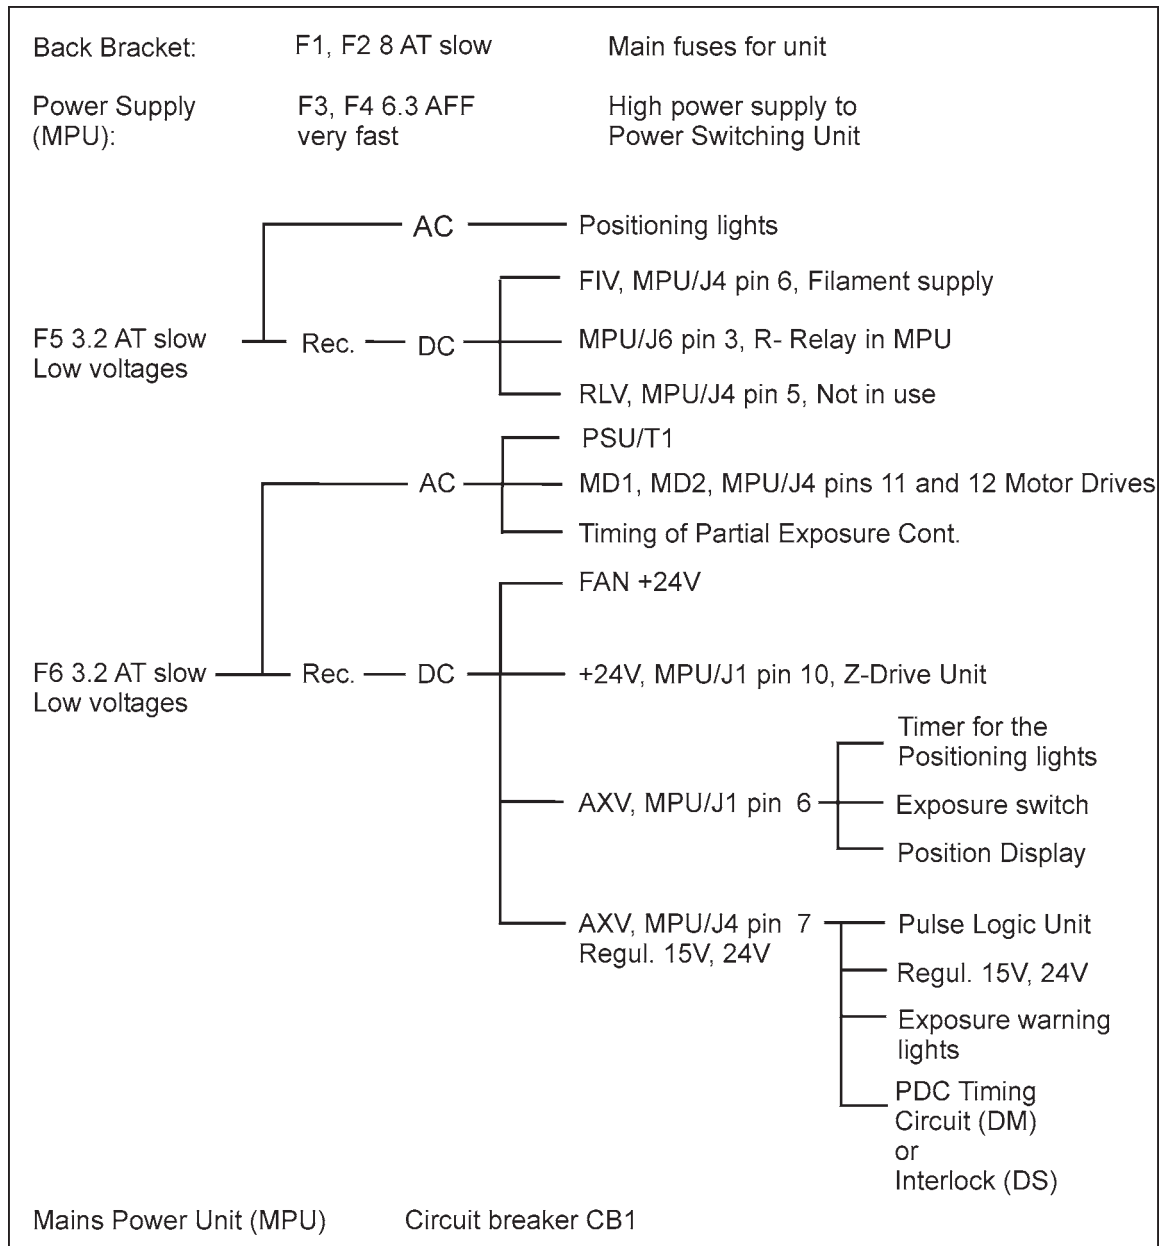 Back Bracket: F1, F2 8 AT slow Main fuses for unit
Power Supply F3, F4 6.3 AFF High power supply to
(MPU): very fast Power Switching Unit
AC Positioning lights
FIV, MPU/J4 pin 6, Filament supply
F5 3.2 AT slow Rec. DC MPU/J6 pin 3, R- Relay in MPU
Low voltages
RLV, MPU/J4 pin 5, Not in use
PSU/T1
AC MD1, MD2, MPU/J4 pins 11 and 12 Motor Drives
Timing of Partial Exposure Cont.
FAN +24V
F6 3.2 AT slow Rec. DC +24V, MPU/J1 pin 10, Z-Drive Unit
Low voltages
Timer for the
Positioning lights
AXV, MPU/J1 pin 6 Exposure switch
Position Display
AXV, MPU/J4 pin 7 Pulse Logic Unit
Regul. 15V, 24V
Regul. 15V, 24V
Exposure warning
lights
PDC Timing
Circuit (DM)
or
Interlock (DS)
Mains Power Unit (MPU) Circuit breaker CB1